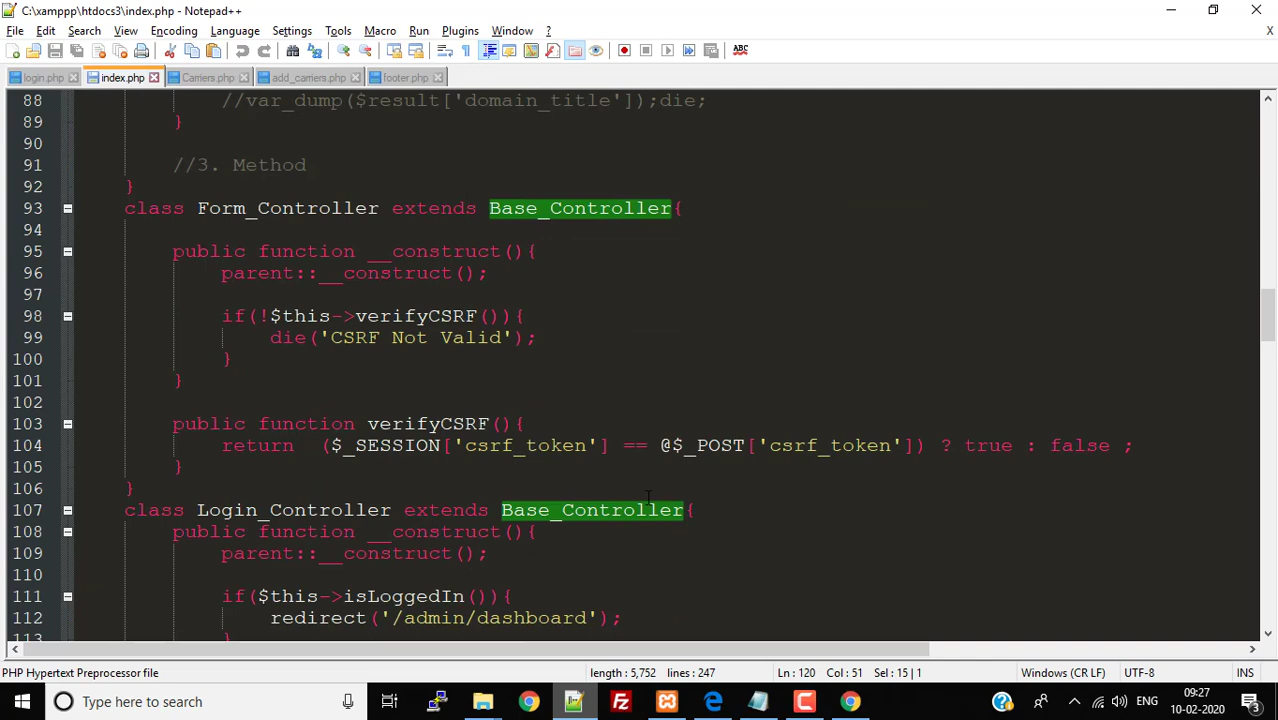 C:\xamppp\htdocs3\index.php - Notepad++
File Edit Search View Encoding Language Settings Tools Macro Run Plugins Window ? X
ABC
login.php index.php Carriers.php add_carriers.php footer.php
88 //var_dump($result['domain_title']);die;
89 }
90
91 //3. Method
92 }
93 class Form_Controller extends Base_Controller{
94
95 public function __construct(){
96 parent::__construct();
97
98 if(!$this->verifyCSRF()){
99 die('CSRF Not Valid');
100 }
101 }
102
103 public function verifyCSRF(){
104 return ($_SESSION['csrf_token'] == @$_POST['csrf_token']) ? true : false ;
105 }
106 }
107 class Login_Controller extends Base_Controller{
108 public function __construct(){
109 parent::__construct();
110
111 if($this->isLoggedIn()){
112 redirect('/admin/dashboard');
113 }
PHP Hypertext Preprocessor file length : 5,752 lines : 247 Ln : 120 Col : 51 Sel : 15 | 1 Windows (CR LF) UTF-8 INS
Type here to search ENG 09:27
10-02-2020 3